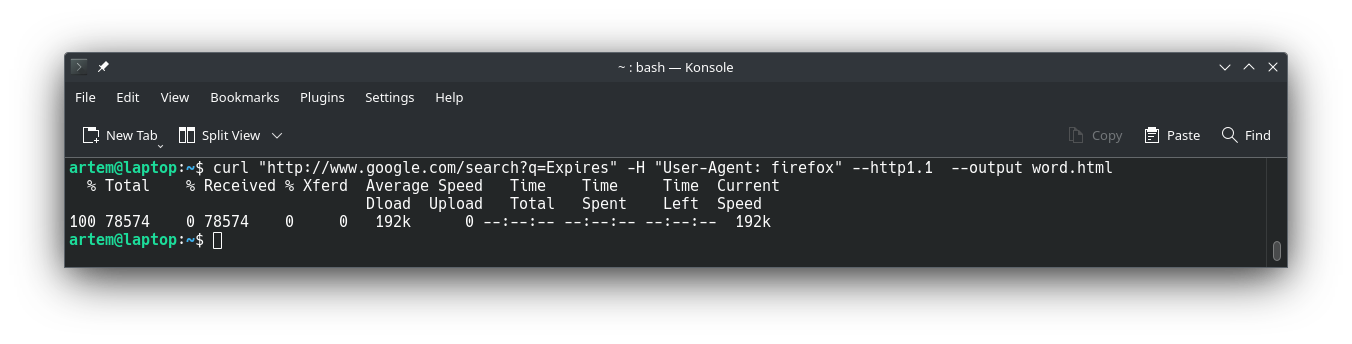 ~ : bash — Konsole
File Edit View Bookmarks Plugins Settings Help
New Tab Split View Copy Paste Find
artem@laptop:~$ curl "http://www.google.com/search?q=Expires" -H "User-Agent: firefox" --http1.1  --output word.html
  % Total    % Received % Xferd  Average Speed   Time    Time     Time  Current
                                 Dload  Upload   Total   Spent    Left  Speed
100 78574    0 78574    0     0   192k      0 --:--:-- --:--:-- --:--:--  192k
artem@laptop:~$